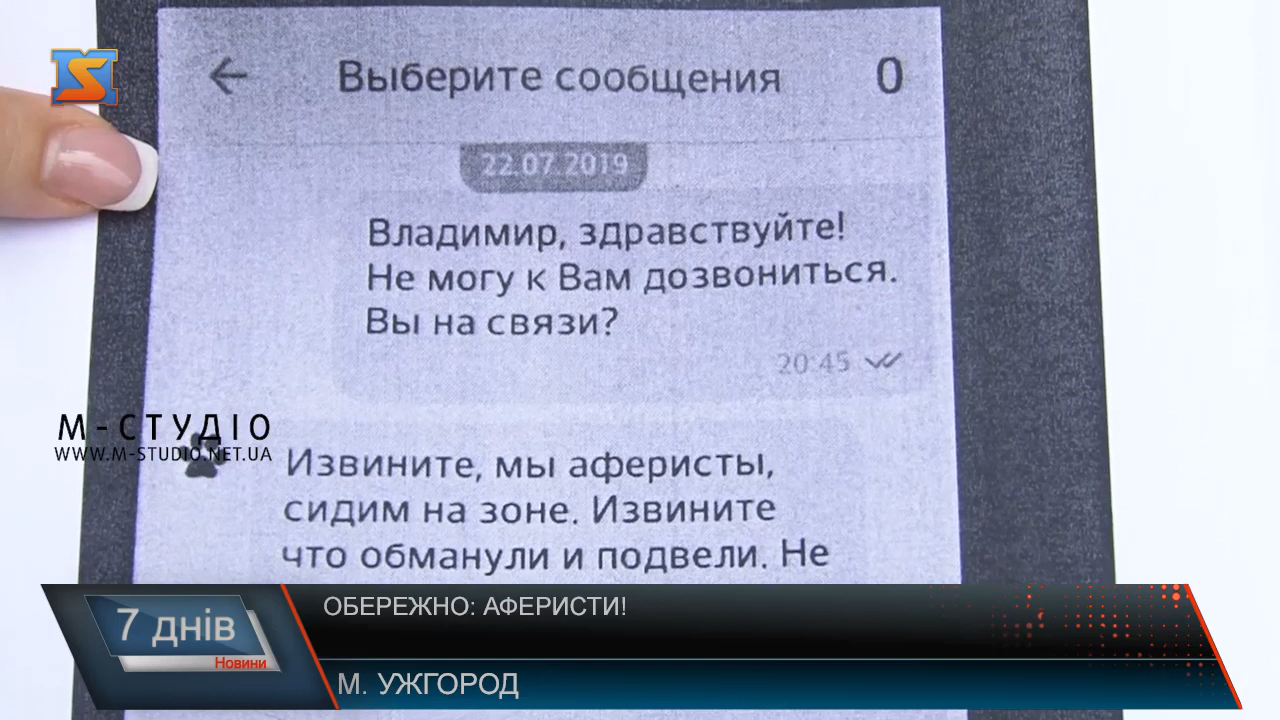 Выберите сообщения 0
22.07.2019
Владимир, здравствуйте!
Не могу к Вам дозвониться.
Вы на связи?
20:45
М-СТУДІО
WWW.M-STUDIO.NET.UA
Извините, мы аферисты,
сидим на зоне. Извините
что обманули и подвели. Не
7 днів
Новини
ОБЕРЕЖНО: АФЕРИСТИ!
М. УЖГОРОД